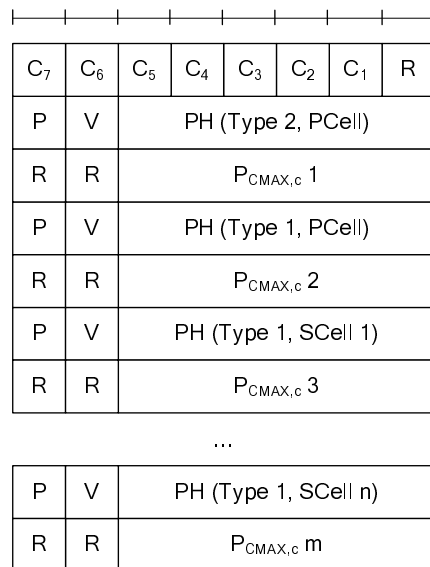 C7 C6 C5 C4 C3 C2 C1 R
P V PH (Type 2, PCell)
R R PCMAX,c 1
P V PH (Type 1, PCell)
R R PCMAX,c 2
P V PH (Type 1, SCell 1)
R R PCMAX,c 3
...
P V PH (Type 1, SCell n)
R R PCMAX,c m